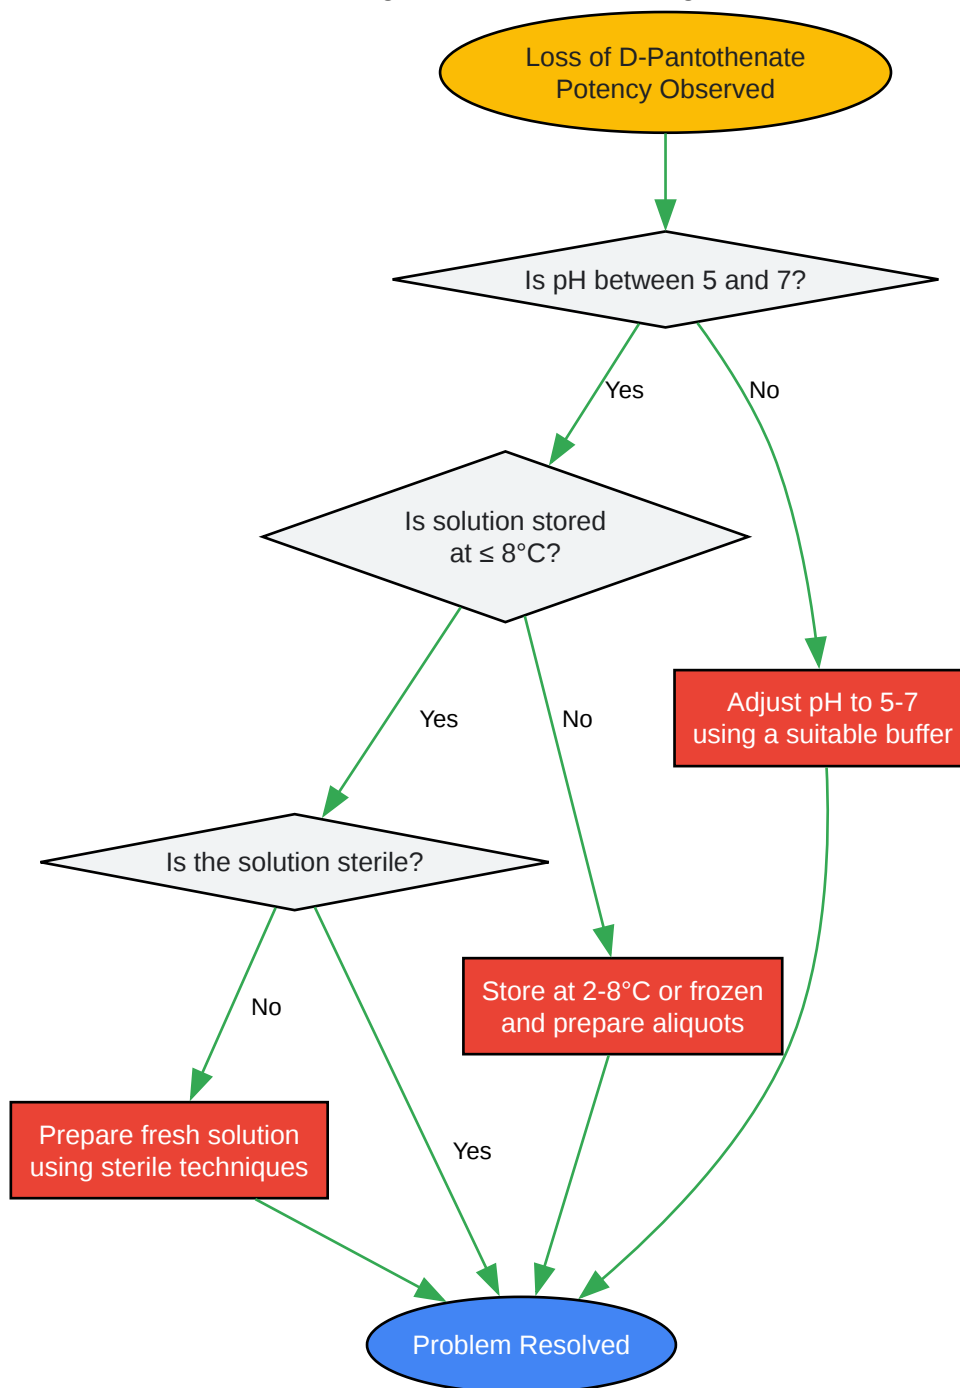 Loss of D-Pantothenate
Potency Observed
Is pH between 5 and 7?
Yes
No
Is solution stored
at ≤ 8°C?
Yes
No
Adjust pH to 5-7
using a suitable buffer
Is the solution sterile?
No
Yes
Store at 2-8°C or frozen
and prepare aliquots
Prepare fresh solution
using sterile techniques
Problem Resolved